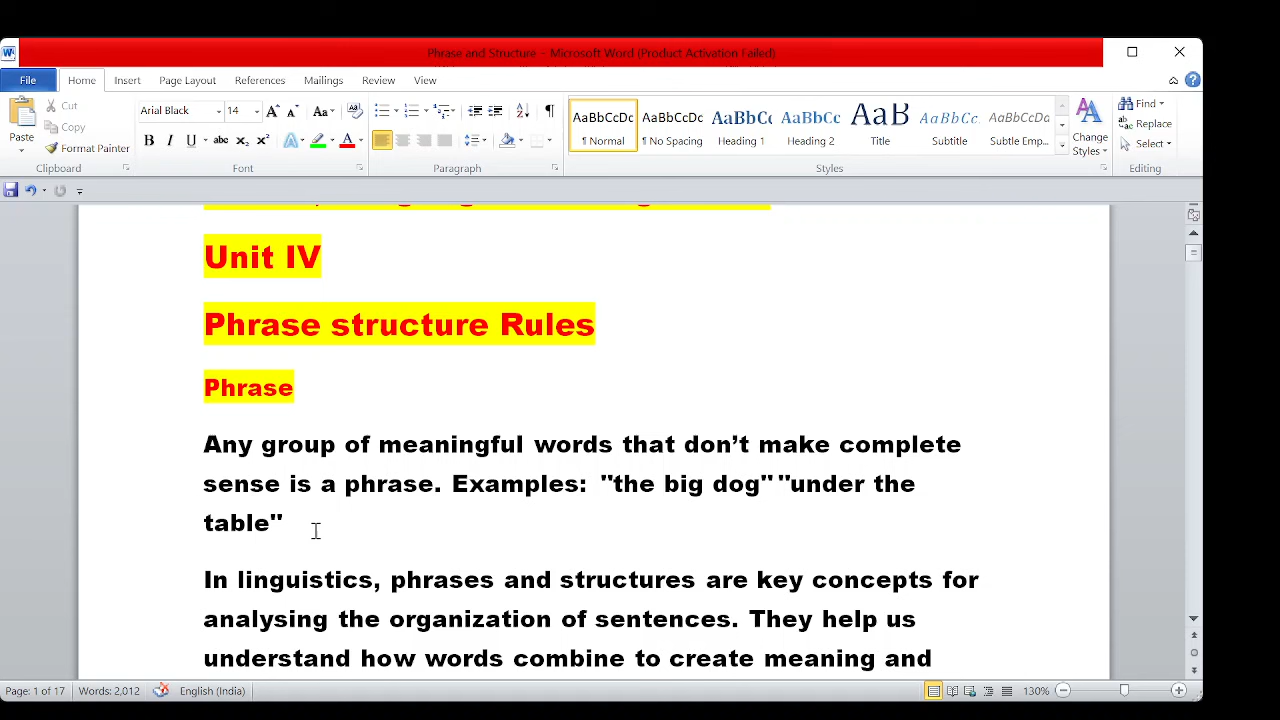 Phrase and Structure – Microsoft Word (Product Activation Failed)
File Home Insert Page Layout References Mailings Review View
Paste
Cut
Copy
Format Painter
Clipboard
Arial Black 14
Font
Paragraph
AaBbCcDc AaBbCcDc AaBbCc AaBbCc AaB AaBbCc. AaBbCcDa
¶ Normal ¶ No Spacing Heading 1 Heading 2 Title Subtitle Subtle Emp...
Styles
Change Styles
Find
Replace
Select
Editing
Unit IV
Phrase structure Rules
Phrase
Any group of meaningful words that don’t make complete
sense is a phrase. Examples: "the big dog" "under the
table"
In linguistics, phrases and structures are key concepts for
analysing the organization of sentences. They help us
understand how words combine to create meaning and
Page: 1 of 17 Words: 2,012 English (India) 130%